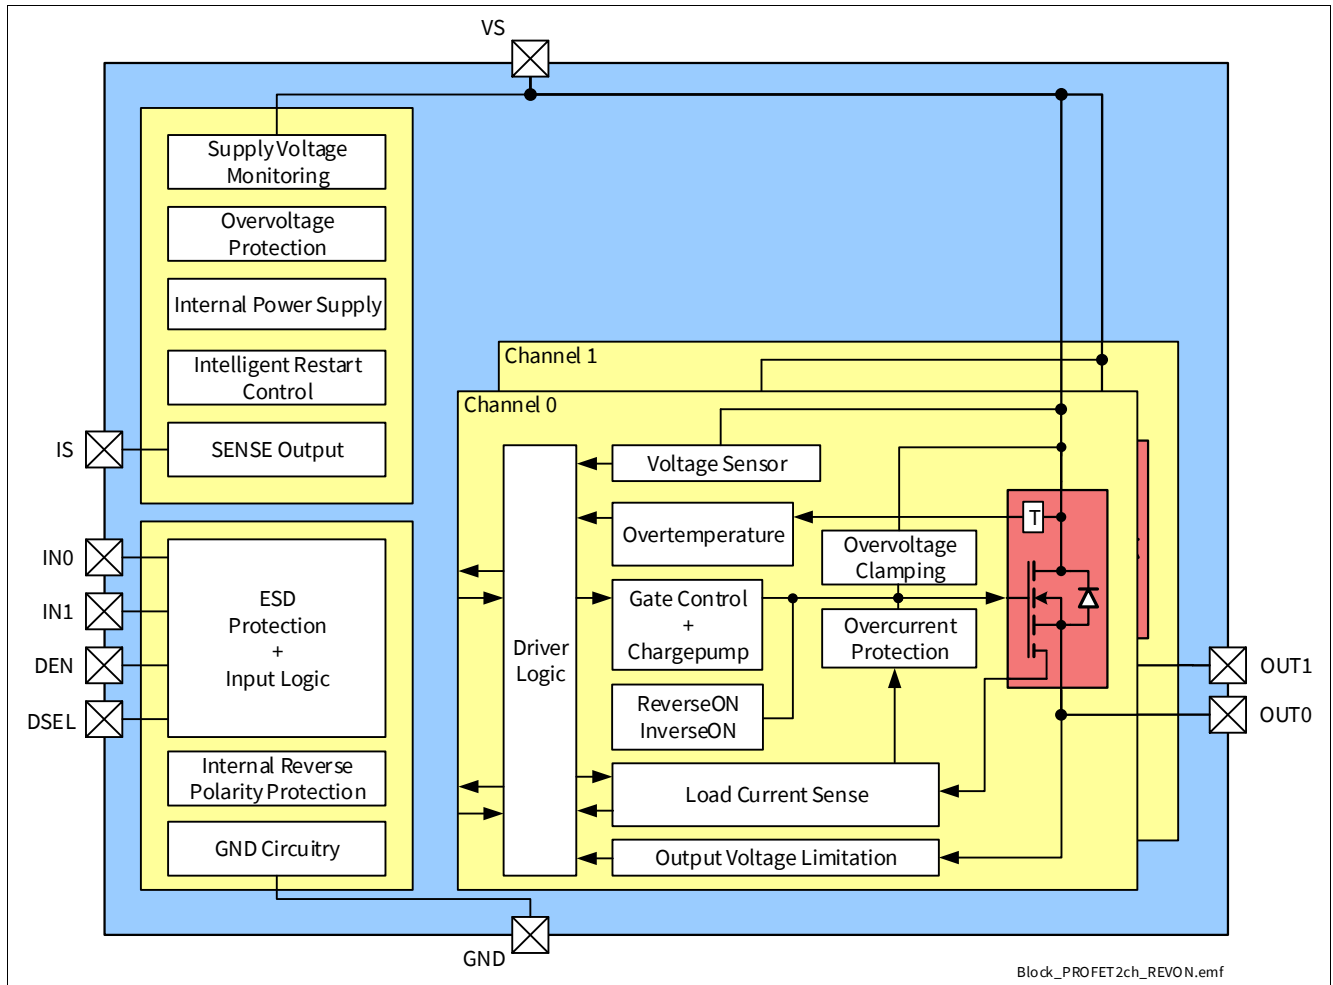 VS
Supply Voltage
Monitoring
Overvoltage
Protection
Internal Power Supply
Intelligent Restart
Control
SENSE Output
IS
IN0
IN1
DEN
DSEL
ESD
Protection
+
Input Logic
Internal Reverse
Polarity Protection
GND Circuitry
GND
Channel 1
Channel 0
Driver
Logic
Voltage Sensor
Overtemperature
T
Overvoltage
Clamping
Gate Control
+
Chargepump
Overcurrent
Protection
ReverseON
InverseON
Load Current Sense
Output Voltage Limitation
OUT1
OUT0
Block_PROFET2ch_REVON.emf